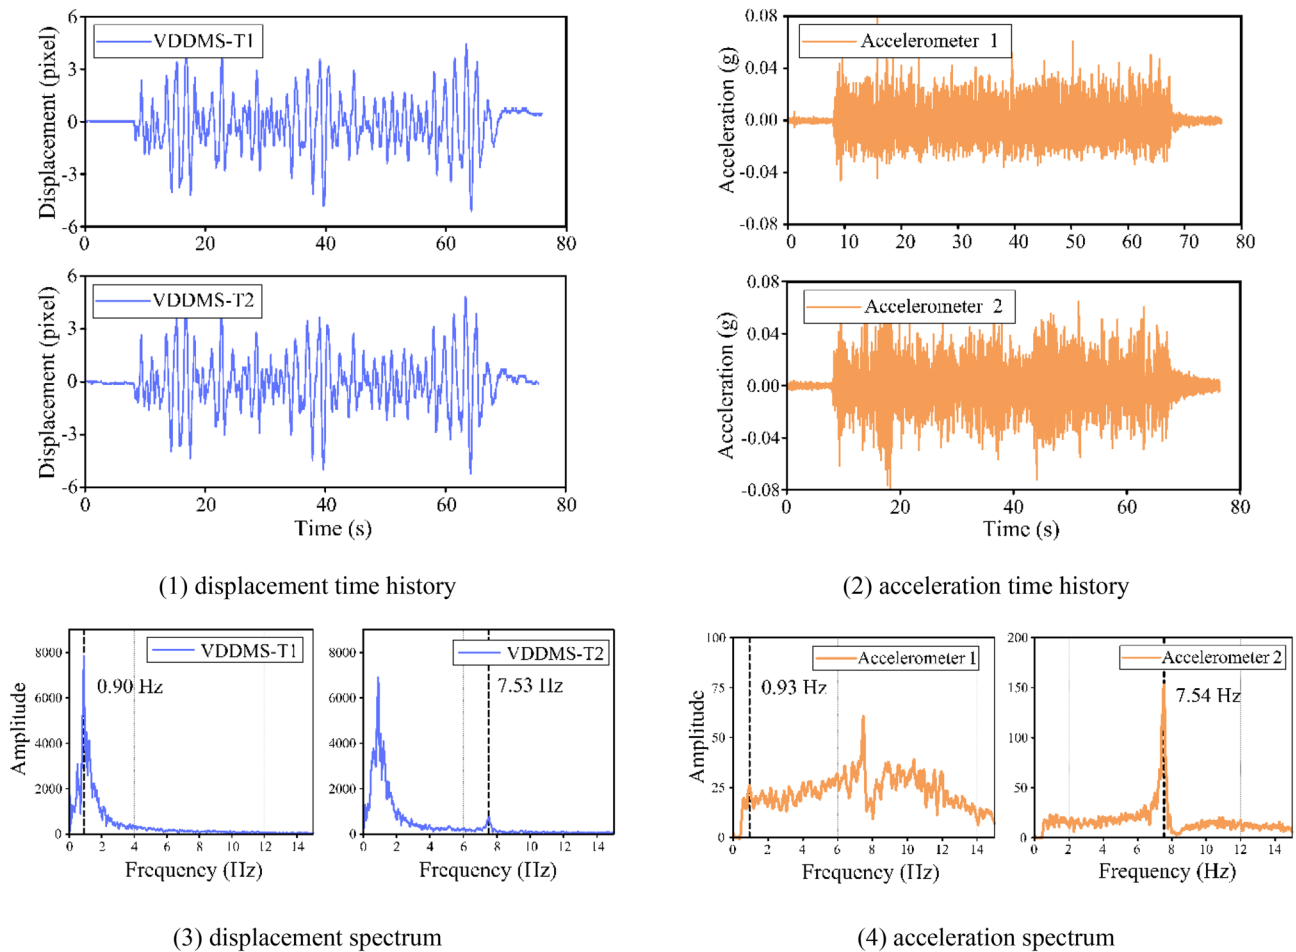 6
3
0
-3
-6
Displacement (pixel)
VDDMS-T1
0 20 40 60 80
6
3
0
-3
-6
Displacement (pixel)
VDDMS-T2
0 20 40 60 80
Time (s)
0.08
0.04
0.00
-0.04
-0.08
Acceleration (g)
Accelerometer 1
0 10 20 30 40 50 60 70 80
0.08
0.04
0.00
-0.04
-0.08
Acceleration (g)
Accelerometer 2
0 10 20 30 40 50 60 70 80
Time (s)
(1) displacement time history
(2) acceleration time history
8000
6000
4000
2000
0
Amplitude
VDDMS-T1
0.90 Hz
0 2 4 6 8 10 12 14
Frequency (Hz)
8000
6000
4000
2000
0
VDDMS-T2
7.53 Hz
0 2 4 6 8 10 12 14
Frequency (Hz)
100
75
50
25
0
Amplitude
Accelerometer 1
0.93 Hz
0 2 4 6 8 10 12 14
Frequency (Hz)
200
150
100
50
0
Accelerometer 2
7.54 Hz
0 2 4 6 8 10 12 14
Frequency (Hz)
(3) displacement spectrum
(4) acceleration spectrum